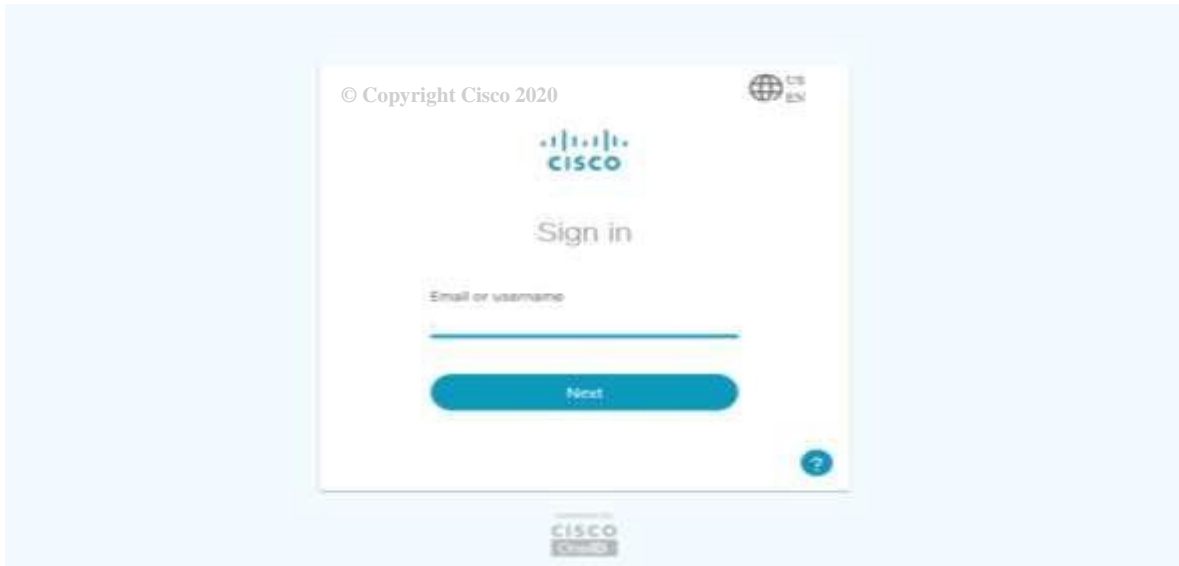 © Copyright Cisco 2020
US
EN
CISCO
Sign in
Email or username
Next
?
CISCO